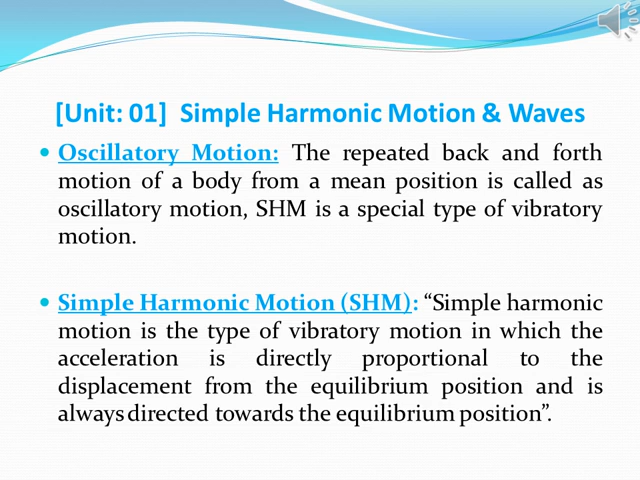 [Unit: 01]  Simple Harmonic Motion & Waves
• Oscillatory Motion: The repeated back and forth
motion of a body from a mean position is called as
oscillatory motion, SHM is a special type of vibratory
motion.
• Simple Harmonic Motion (SHM): “Simple harmonic
motion is the type of vibratory motion in which the
acceleration is directly proportional to the
displacement from the equilibrium position and is
always directed towards the equilibrium position”.